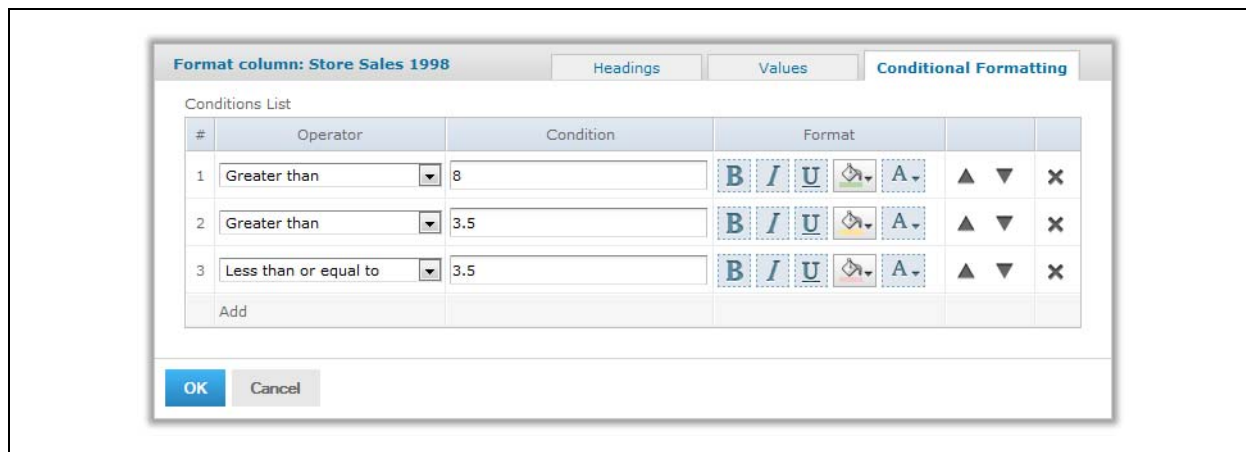 Format column: Store Sales 1998 Headings Values Conditional Formatting
Conditions List
# Operator Condition Format
1 Greater than 8 B I U A
2 Greater than 3.5 B I U A
3 Less than or equal to 3.5 B I U A
Add
OK Cancel